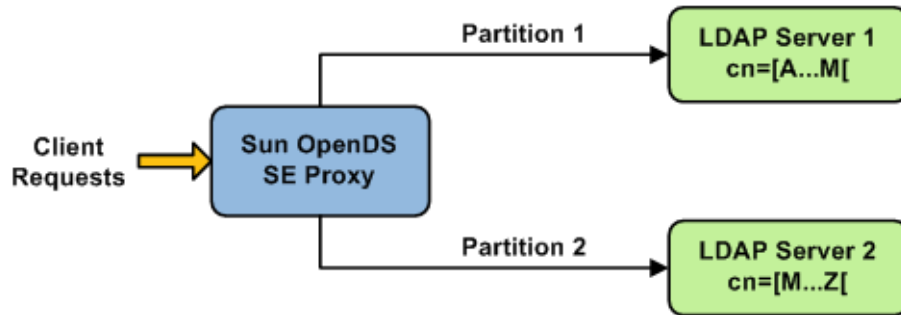 Partition 1
LDAP Server 1
cn=[A...M[
Client
Requests
Sun OpenDS
SE Proxy
Partition 2
LDAP Server 2
cn=[M...Z[